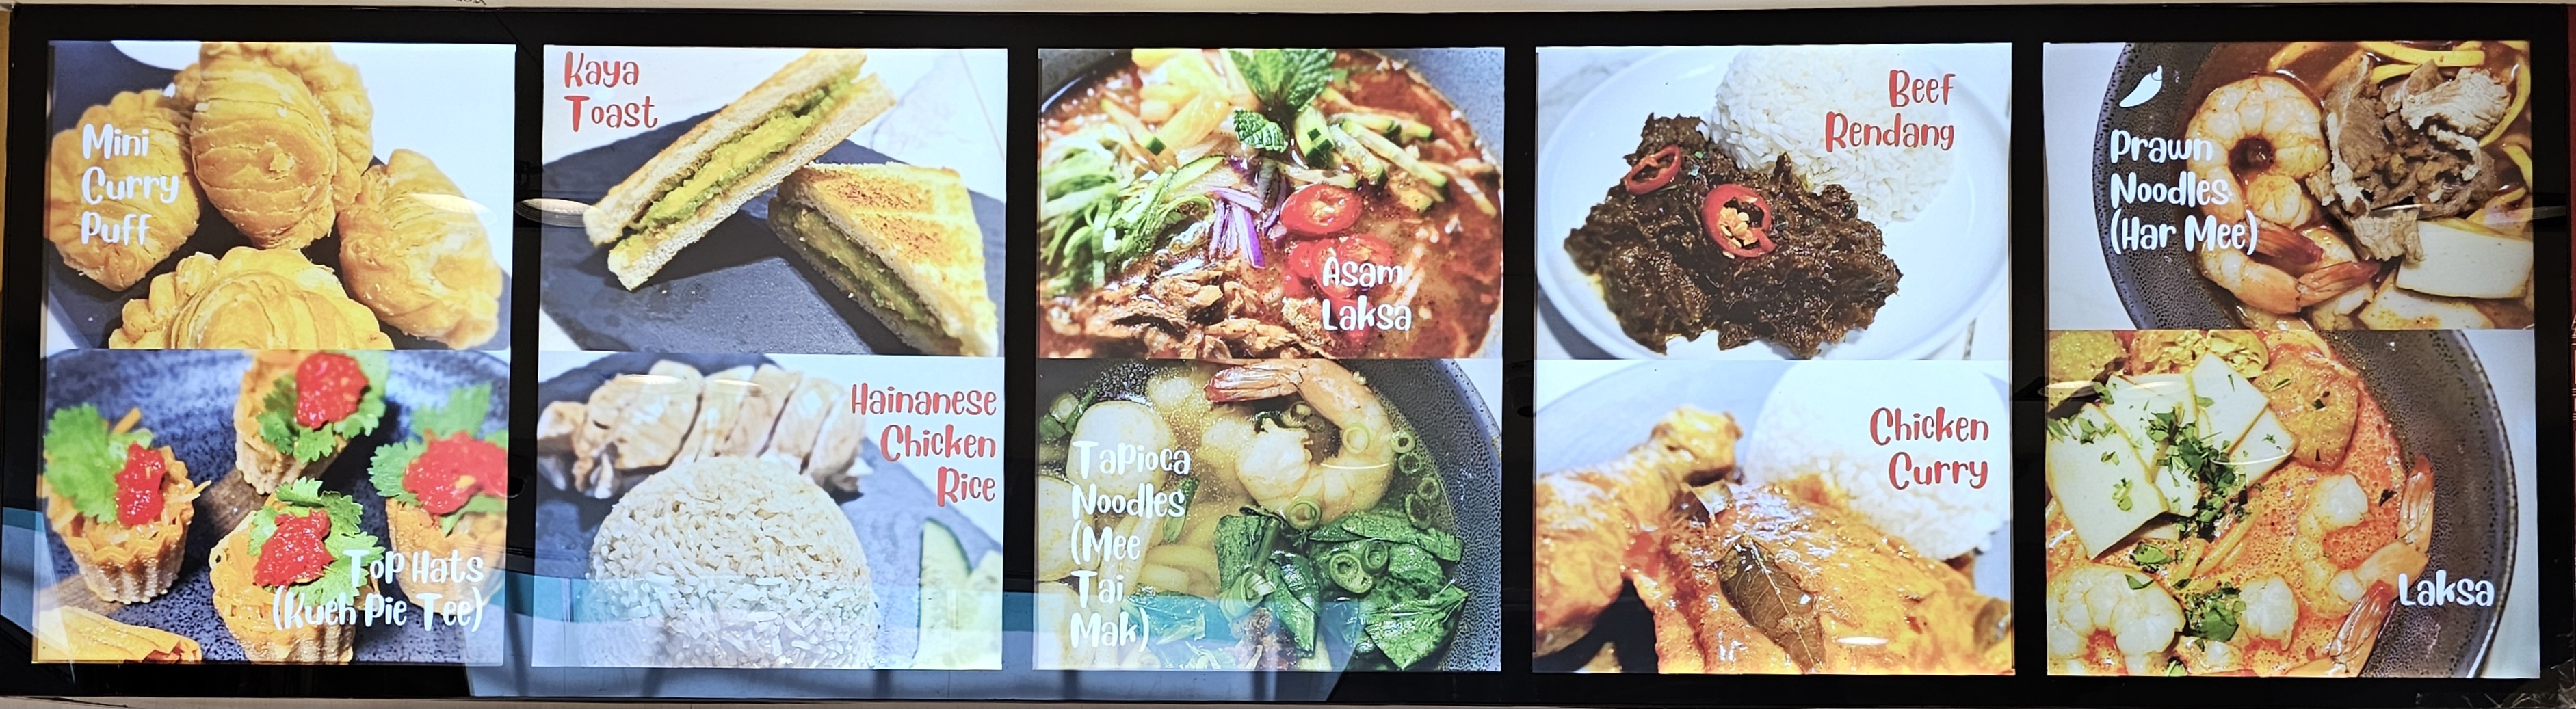 Mini
Curry
Puff
Top Hats
(Kueh Pie Tee)
Kaya
Toast
Hainanese
Chicken
Rice
Asam
Laksa
Tapioca
Noodles
(Mee
Tai
Mak)
Beef
Rendang
Chicken
Curry
Prawn
Noodles
(Har Mee)
Laksa